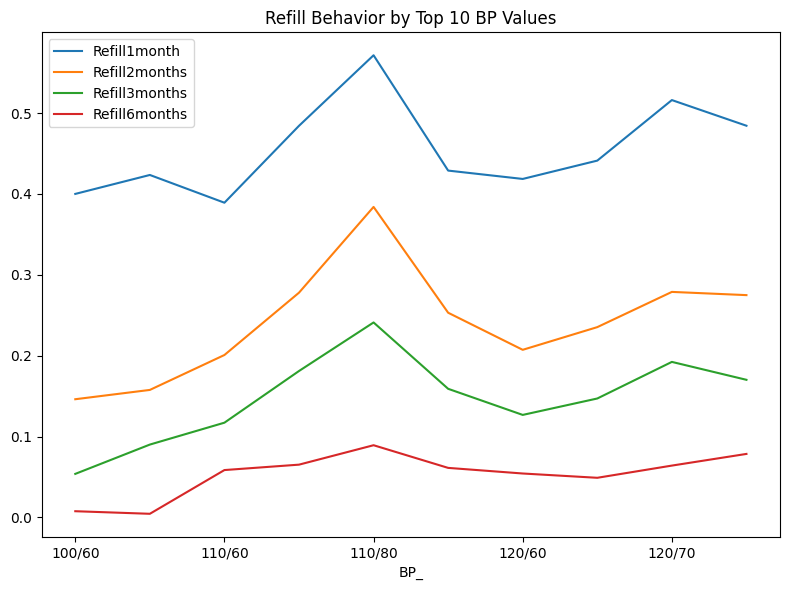 Refill Behavior by Top 10 BP Values
Refill1month
Refill2months
Refill3months
Refill6months
0.5
0.4
0.3
0.2
0.1
0.0
100/60
110/60
110/80
120/60
120/70
BP_